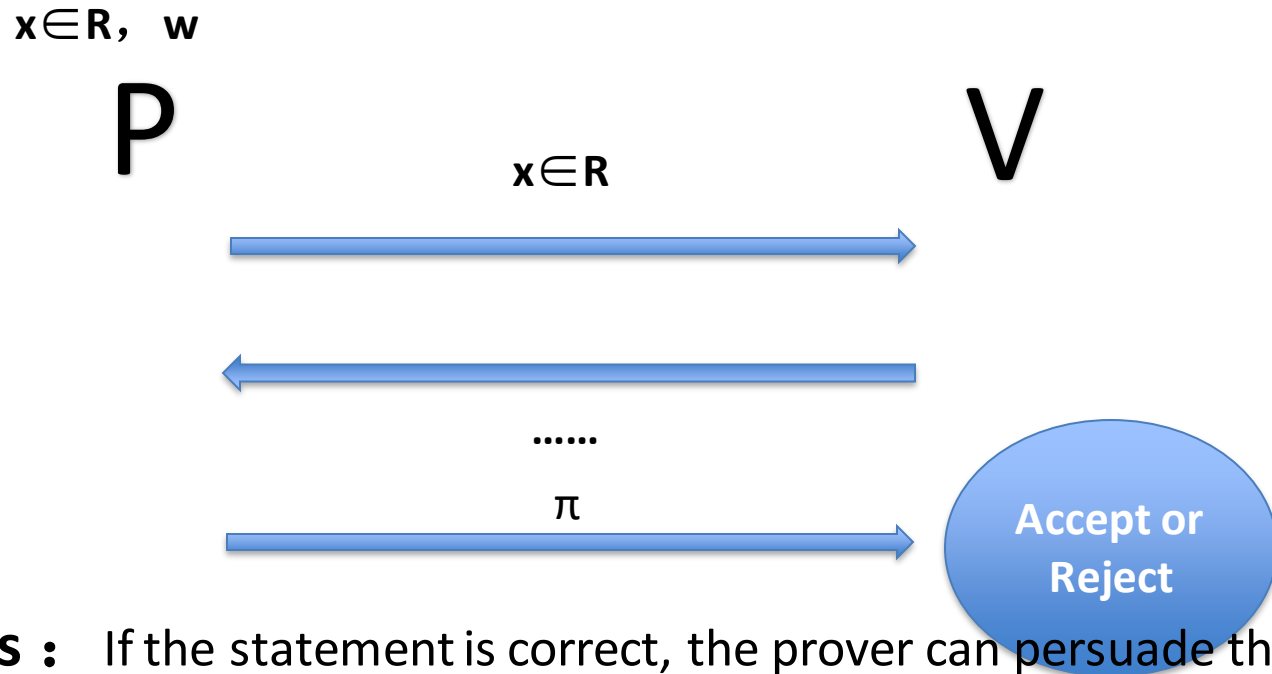 x∈R， w
P
V
x∈R
……
π
Accept or
Reject
s： If the statement is correct, the prover can persuade th